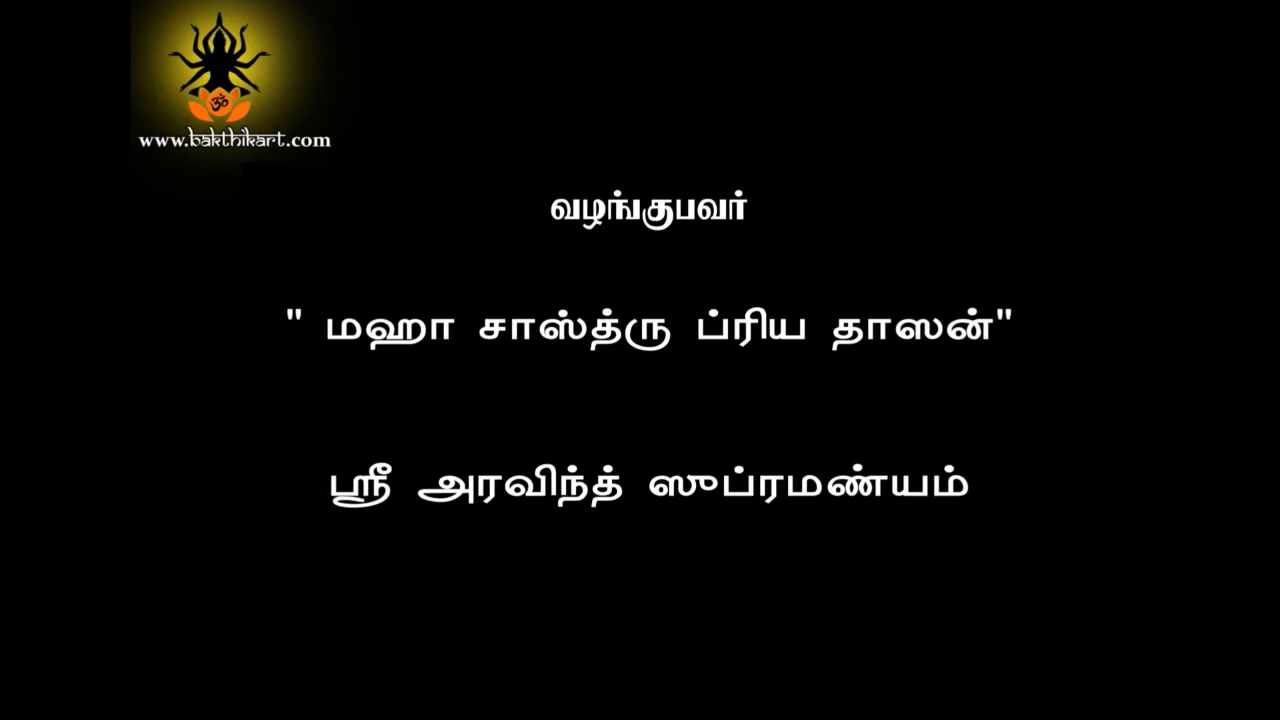 ॐ
www.bakthikart.com
வழங்குபவர்
" மஹா சாஸ்த்ரு ப்ரிய தாஸன்"
ஸ்ரீ அரவிந்த் ஸுப்ரமண்யம்